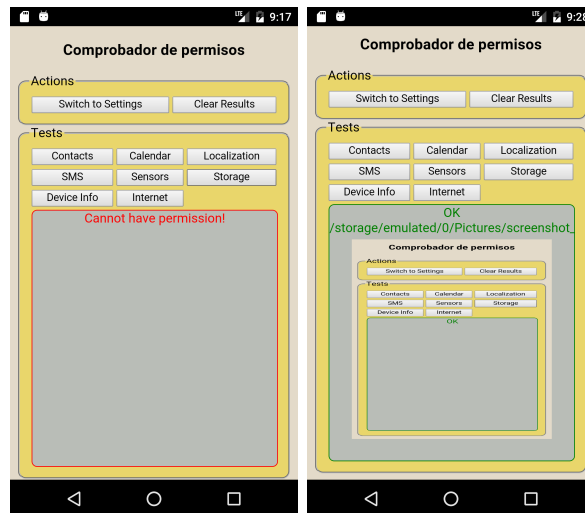 LTE 9:17
Comprobador de permisos
Actions
Switch to Settings Clear Results
Tests
Contacts Calendar Localization
SMS Sensors Storage
Device Info Internet
Cannot have permission!
LTE 9:28
Comprobador de permisos
Actions
Switch to Settings Clear Results
Tests
Contacts Calendar Localization
SMS Sensors Storage
Device Info Internet
OK
/storage/emulated/0/Pictures/screenshot_
Comprobador de permisos
Actions
Switch to Settings Clear Results
Tests
Contacts Calendar Localization
SMS Sensors Storage
Device Info Internet
OK